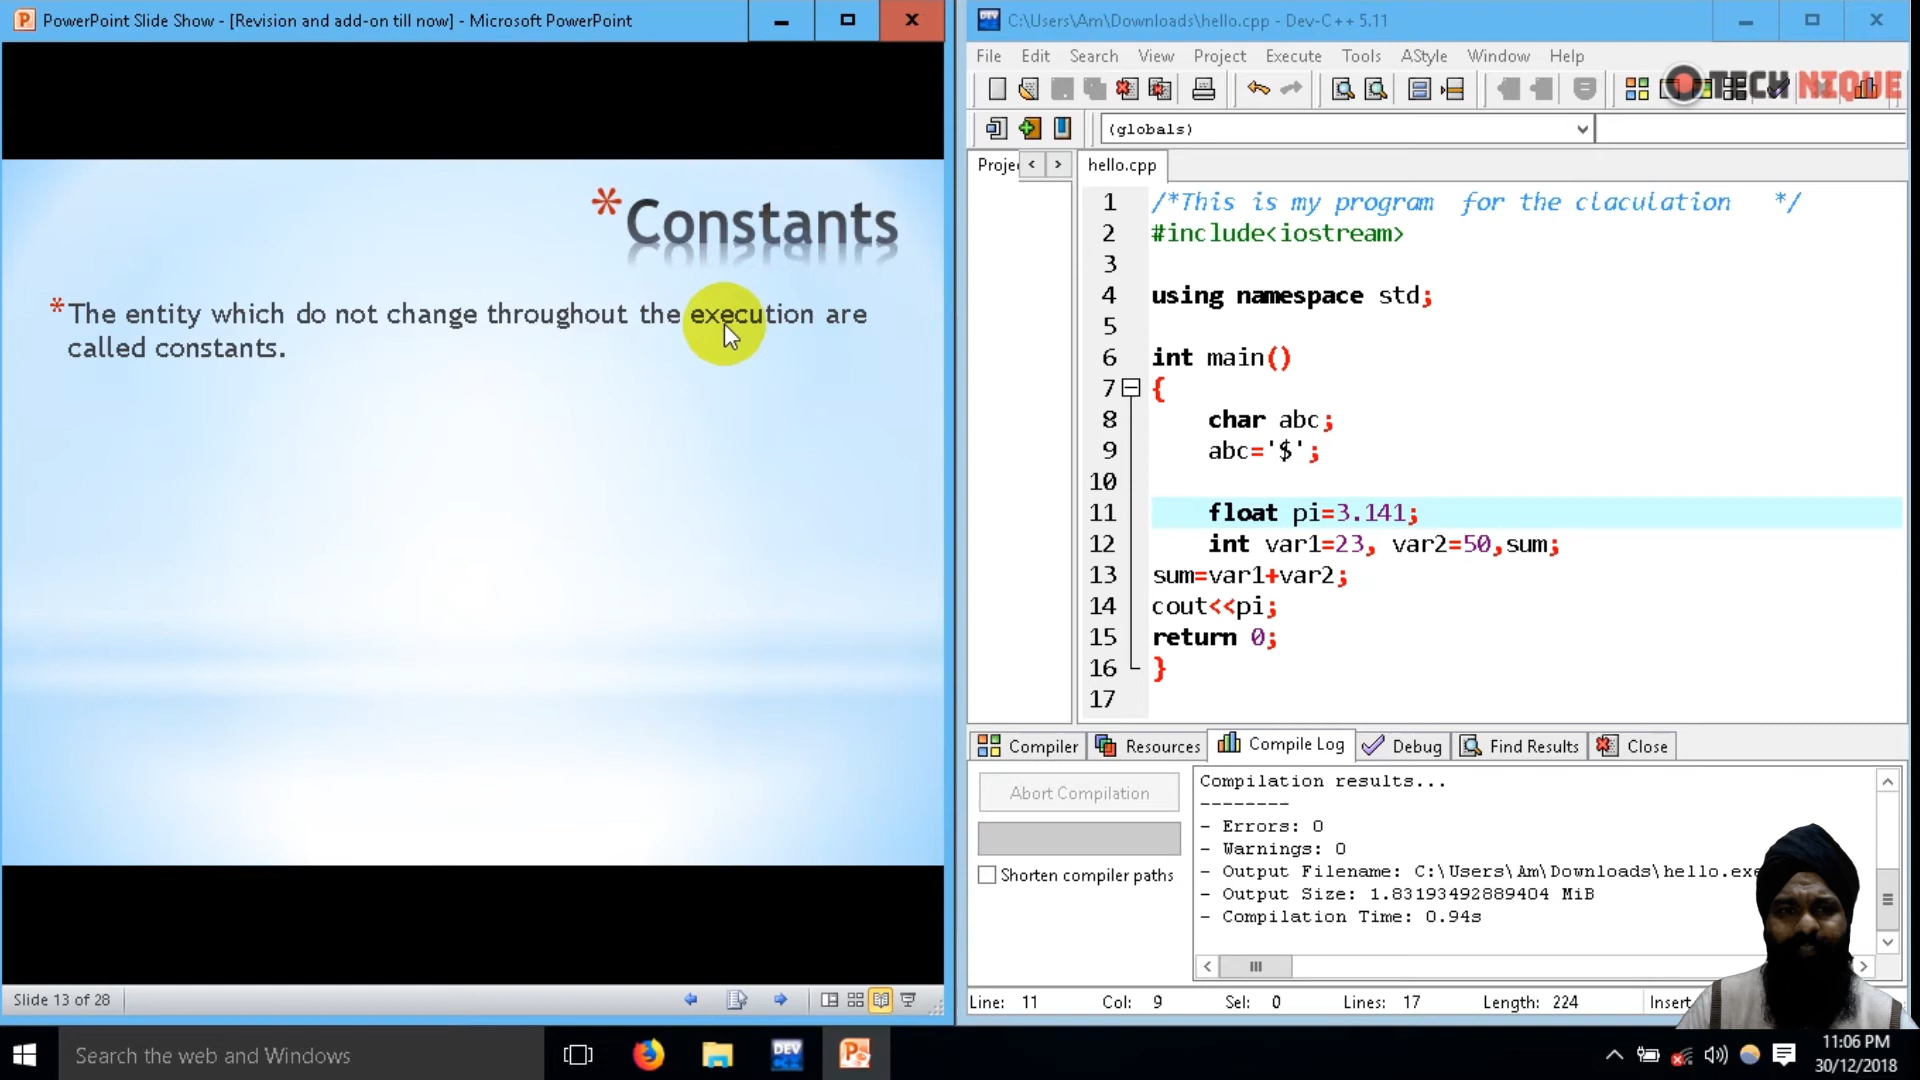 PowerPoint Slide Show - [Revision and add-on till now] - Microsoft PowerPoint
*Constants
*The entity which do not change throughout the execution are
called constants.
Slide 13 of 28
C:\Users\Am\Downloads\hello.cpp - Dev-C++ 5.11
File Edit Search View Project Execute Tools AStyle Window Help
TECH NIQUE
(globals)
Projec
hello.cpp
1 /*This is my program  for the claculation   */
2 #include<iostream>
3
4 using namespace std;
5
6 int main()
7 {
8     char abc;
9     abc='$';
10
11     float pi=3.141;
12     int var1=23, var2=50,sum;
13 sum=var1+var2;
14 cout<<pi;
15 return 0;
16 }
17
Compiler Resources Compile Log Debug Find Results Close
Abort Compilation
Shorten compiler paths
Compilation results...
--------
- Errors: 0
- Warnings: 0
- Output Filename: C:\Users\Am\Downloads\hello.exe
- Output Size: 1.83193492889404 MiB
- Compilation Time: 0.94s
Line: 11 Col: 9 Sel: 0 Lines: 17 Length: 224 Insert
DEV
Search the web and Windows
DEV
11:06 PM
30/12/2018